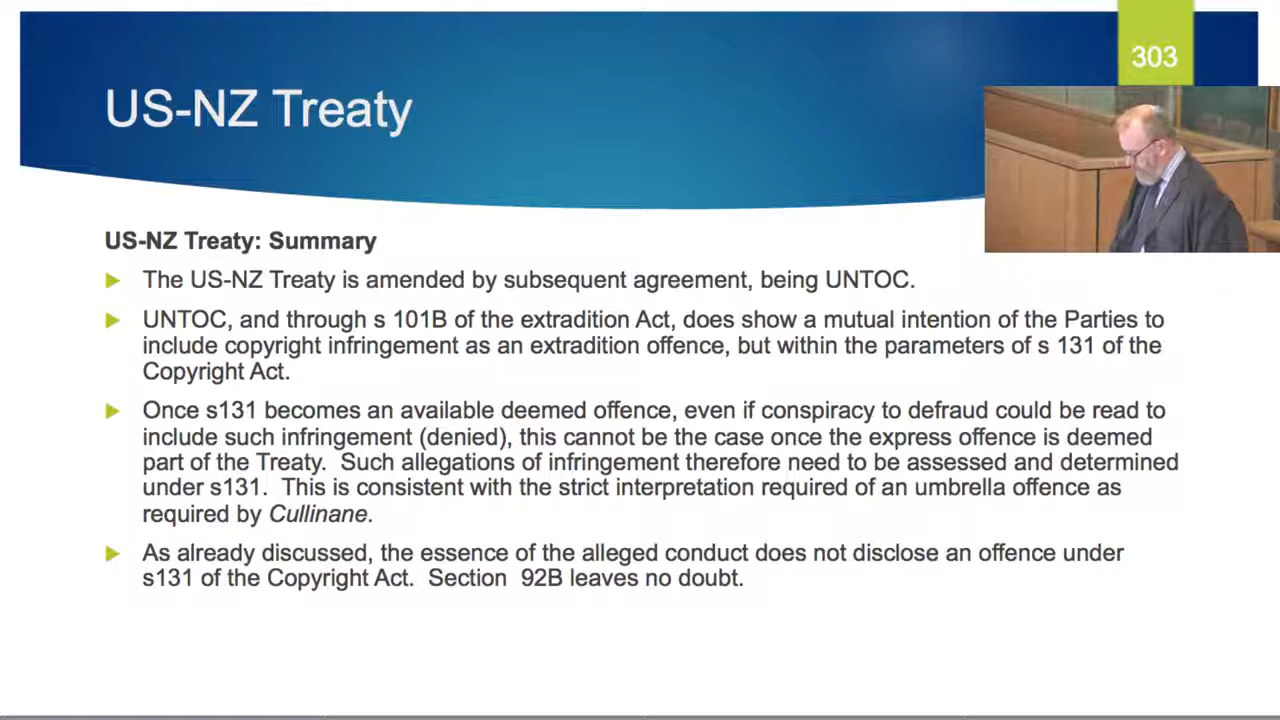 303
US-NZ Treaty
US-NZ Treaty: Summary
The US-NZ Treaty is amended by subsequent agreement, being UNTOC.
UNTOC, and through s 101B of the extradition Act, does show a mutual intention of the Parties to
include copyright infringement as an extradition offence, but within the parameters of s 131 of the
Copyright Act.
Once s131 becomes an available deemed offence, even if conspiracy to defraud could be read to
include such infringement (denied), this cannot be the case once the express offence is deemed
part of the Treaty.  Such allegations of infringement therefore need to be assessed and determined
under s131.  This is consistent with the strict interpretation required of an umbrella offence as
required by Cullinane.
As already discussed, the essence of the alleged conduct does not disclose an offence under
s131 of the Copyright Act.  Section  92B leaves no doubt.